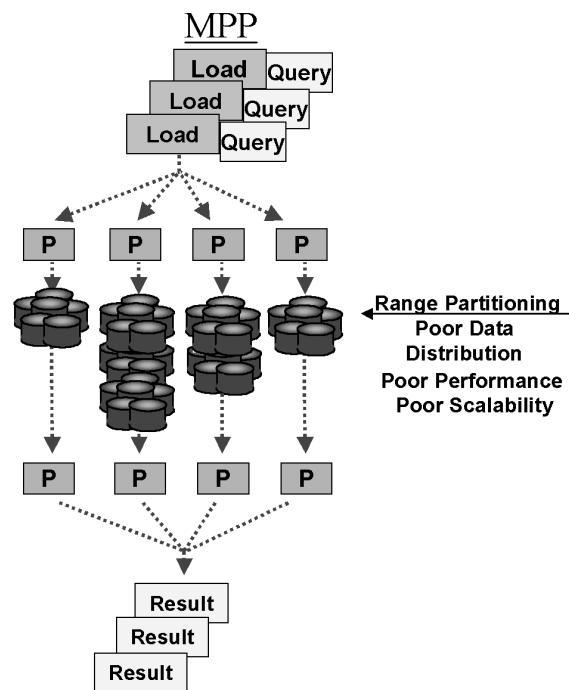 MPP
Load Query
Load Query
Load Query
P P P P
Range Partitioning
Poor Data
Distribution
Poor Performance
Poor Scalability
P P P P
Result
Result
Result